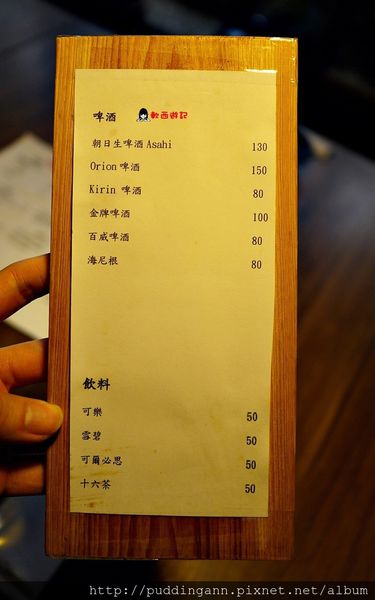 啤酒 軟西遊記
朝日生啤酒 Asahi 130
Orion 啤酒 150
Kirin 啤酒 80
金牌啤酒 100
百威啤酒 80
海尼根 80
飲料
可樂 50
雪碧 50
可爾必思 50
十六茶 50
http://puddingann.pixnet.net/album